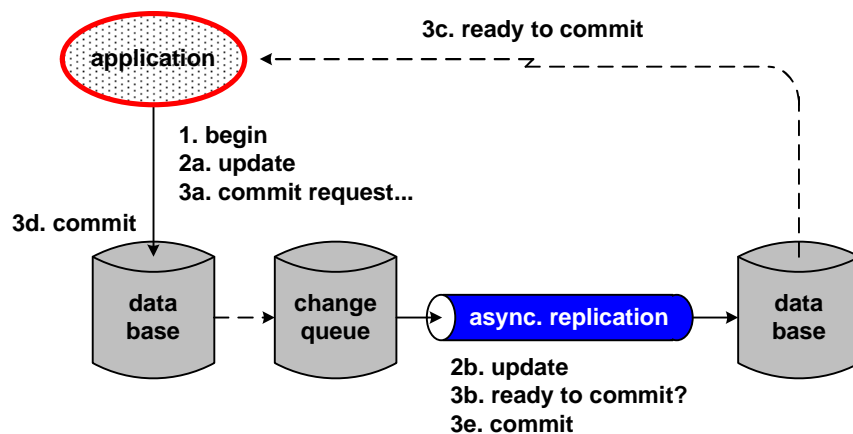 3c. ready to commit
application
1. begin
2a. update
3a. commit request...
3d. commit
data
base
change
queue
async. replication
data
base
2b. update
3b. ready to commit?
3e. commit